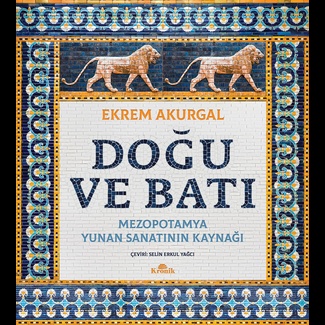 EKREM AKURGAL
DOĞU
VE BATI
MEZOPOTAMYA
YUNAN SANATININ KAYNAĞI
ÇEVİRİ: SELİN ERKUL YAĞCI
Kronik